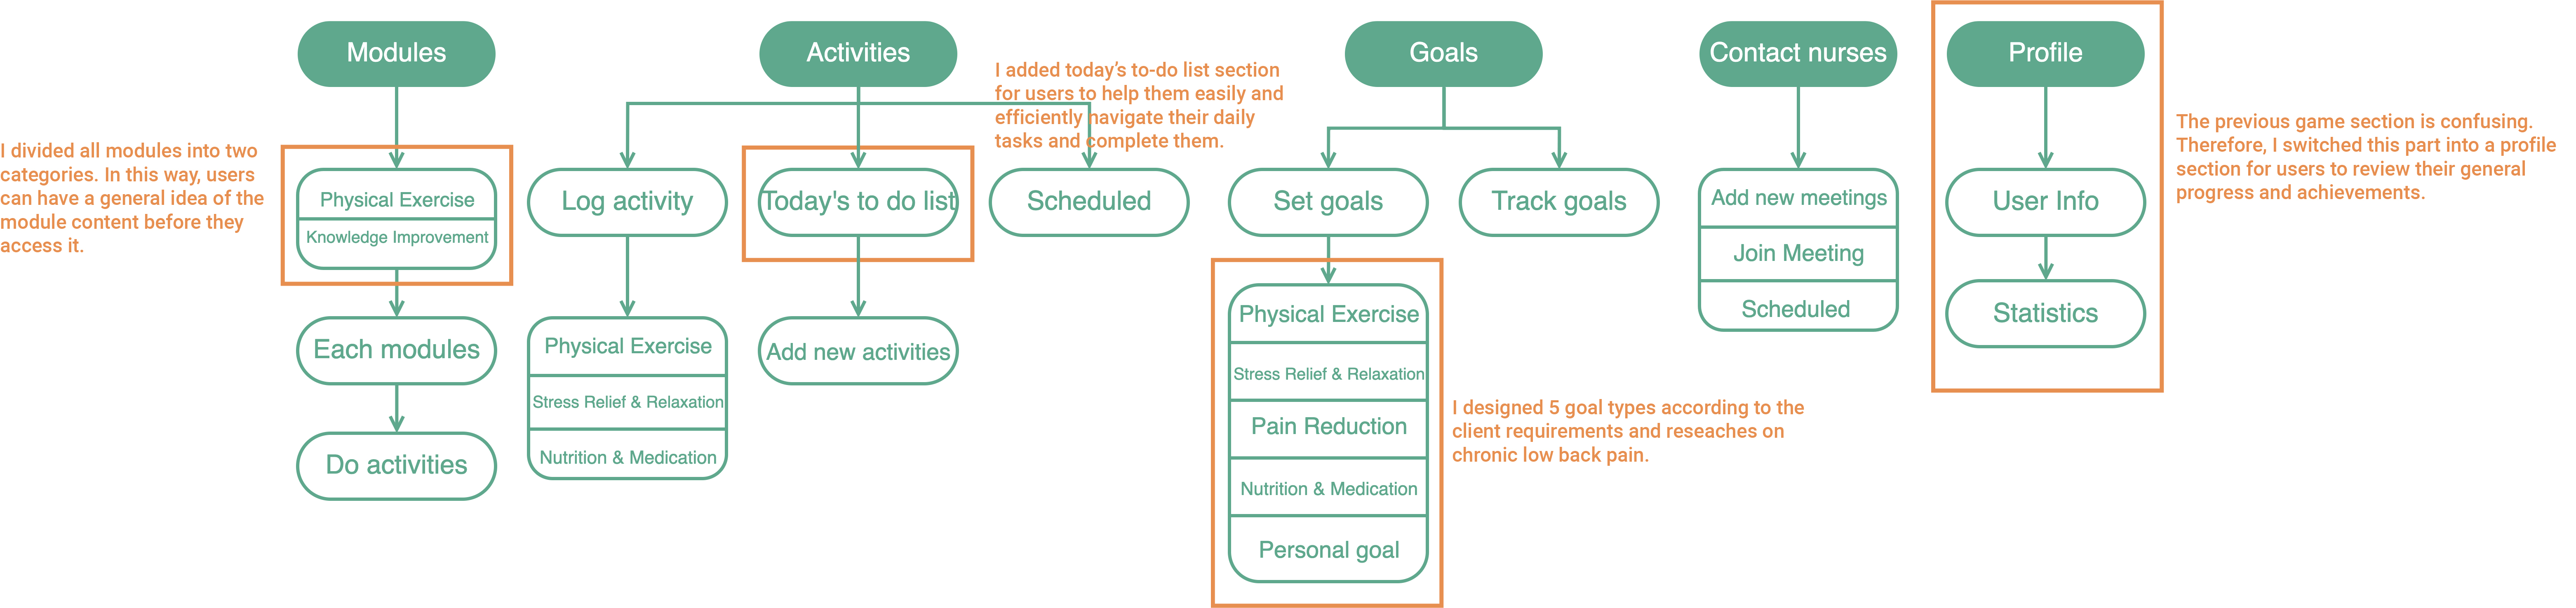 Modules
Activities
Goals
Contact nurses
Profile
I divided all modules into two
categories. In this way, users
can have a general idea of the
module content before they
access it.
Physical Exercise
Knowledge Improvement
Each modules
Do activities
I added today's to-do list section
for users to help them easily and
efficiently navigate their daily
tasks and complete them.
Log activity
Today's to do list
Scheduled
Physical Exercise
Stress Relief & Relaxation
Nutrition & Medication
Add new activities
Set goals
Track goals
Physical Exercise
Stress Relief & Relaxation
Pain Reduction
Nutrition & Medication
Personal goal
I designed 5 goal types according to the
client requirements and reseaches on
chronic low back pain.
Add new meetings
Join Meeting
Scheduled
User Info
Statistics
The previous game section is confusing.
Therefore, I switched this part into a profile
section for users to review their general
progress and achievements.